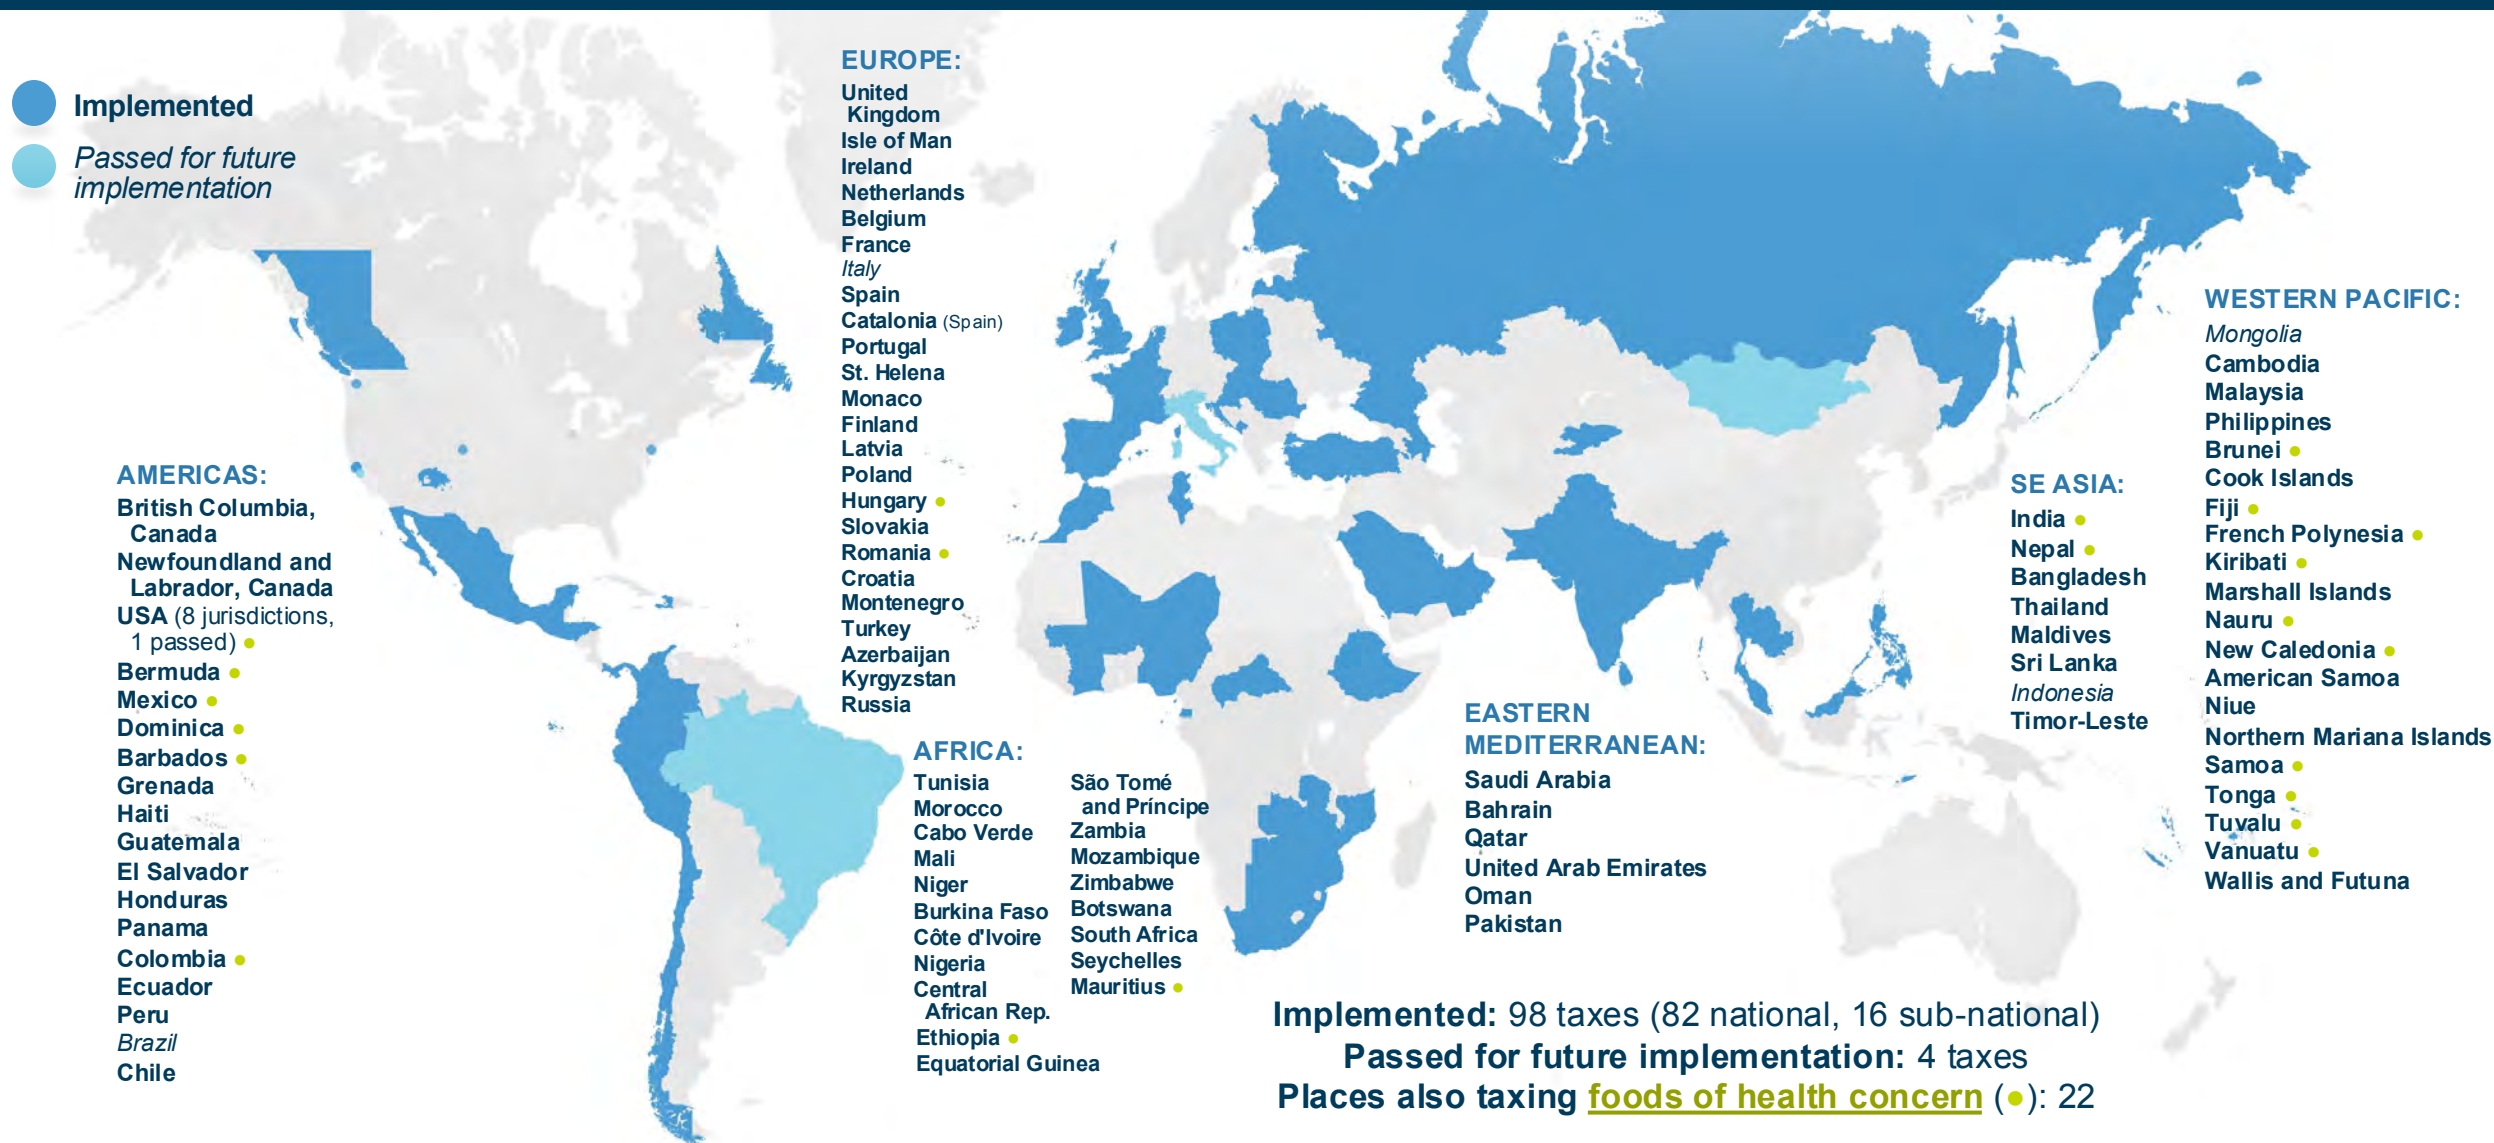 Implemented
Passed for future
implementation
AMERICAS:
British Columbia,
Canada
Newfoundland and
Labrador, Canada
USA (8 jurisdictions,
1 passed) ●
Bermuda ●
Mexico ●
Dominica ●
Barbados ●
Grenada
Haiti
Guatemala
El Salvador
Honduras
Panama
Colombia ●
Ecuador
Peru
Brazil
Chile
EUROPE:
United
Kingdom
Isle of Man
Ireland
Netherlands
Belgium
France
Italy
Spain
Catalonia (Spain)
Portugal
St. Helena
Monaco
Finland
Latvia
Poland
Hungary ●
Slovakia
Romania ●
Croatia
Montenegro
Turkey
Azerbaijan
Kyrgyzstan
Russia
AFRICA:
Tunisia
Morocco
Cabo Verde
Mali
Niger
Burkina Faso
Côte d'Ivoire
Nigeria
Central
African Rep.
Ethiopia ●
Equatorial Guinea
São Tomé
and Príncipe
Zambia
Mozambique
Zimbabwe
Botswana
South Africa
Seychelles
Mauritius ●
EASTERN
MEDITERRANEAN:
Saudi Arabia
Bahrain
Qatar
United Arab Emirates
Oman
Pakistan
SE ASIA:
India ●
Nepal ●
Bangladesh
Thailand
Maldives
Sri Lanka
Indonesia
Timor-Leste
WESTERN PACIFIC:
Mongolia
Cambodia
Malaysia
Philippines
Brunei ●
Cook Islands
Fiji ●
French Polynesia ●
Kiribati ●
Marshall Islands
Nauru ●
New Caledonia ●
American Samoa
Niue
Northern Mariana Islands
Samoa ●
Tonga ●
Tuvalu ●
Vanuatu ●
Wallis and Futuna
Implemented: 98 taxes (82 national, 16 sub-national)
Passed for future implementation: 4 taxes
Places also taxing foods of health concern (●): 22